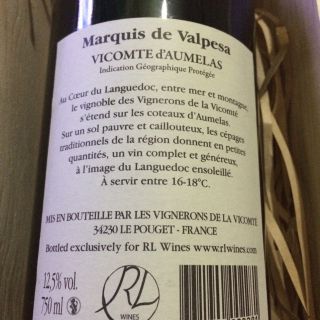 Marquis de Valpesa
VICOMTE d'AUMELAS
Indication Géographique Protégée
Au Cœur du Languedoc, entre mer et montagne,
le vignoble des Vignerons de la Vicomté
s'étend sur les coteaux d'Aumelas.
Sur un sol pauvre et caillouteux, les cépages
traditionnels de la région donnent en petites
quantités, un vin complet et généreux,
à l'image du Languedoc ensoleillé.
À servir entre 16-18°C.
MIS EN BOUTEILLE PAR LES VIGNERONS DE LA VICOMTÉ
34230 LE POUGET - FRANCE
Bottled exclusively for RL Wines - www.rlwines.com
12,5% vol.
750 ml
RL
WINES